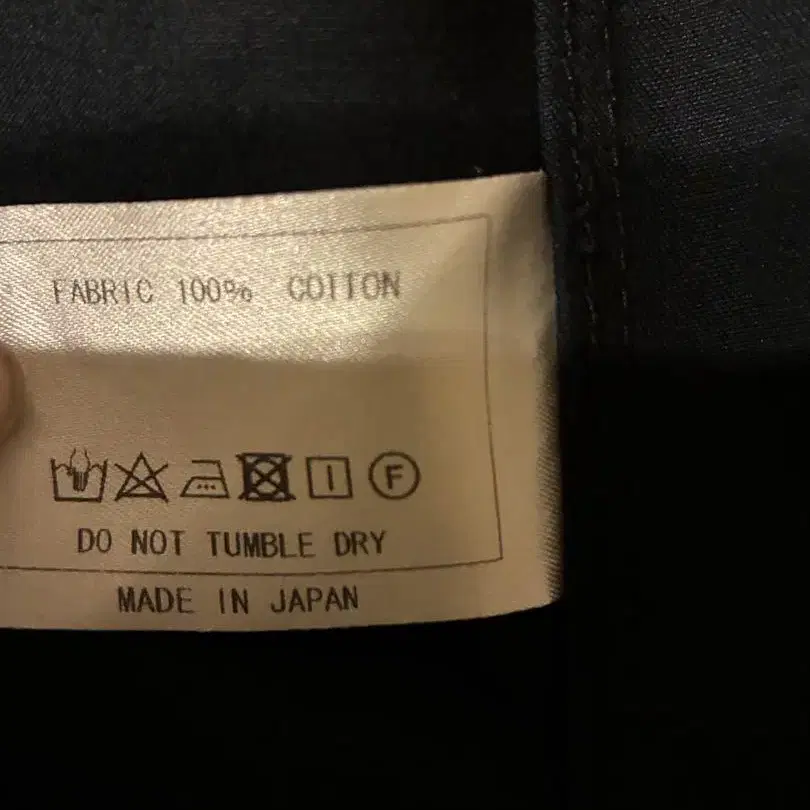 FABRIC 100% COTTON
F
DO NOT TUMBLE DRY
MADE IN JAPAN